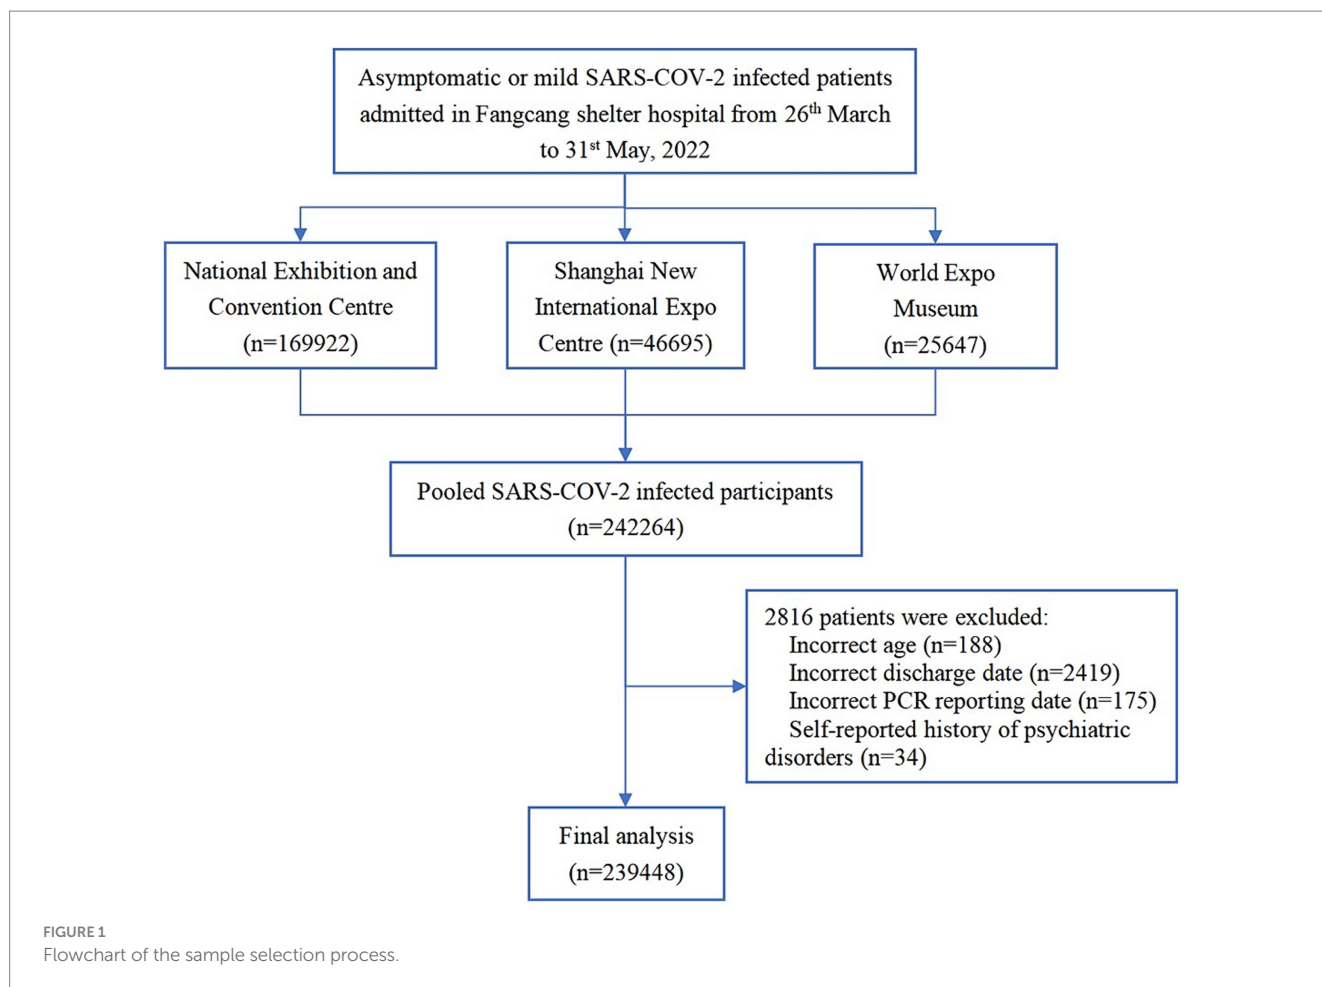 Asymptomatic or mild SARS-COV-2 infected patients
admitted in Fangcang shelter hospital from 26th March
to 31st May, 2022
National Exhibition and
Convention Centre
(n=169922)
Shanghai New
International Expo
Centre (n=46695)
World Expo
Museum
(n=25647)
Pooled SARS-COV-2 infected participants
(n=242264)
2816 patients were excluded:
Incorrect age (n=188)
Incorrect discharge date (n=2419)
Incorrect PCR reporting date (n=175)
Self-reported history of psychiatric
disorders (n=34)
Final analysis
(n=239448)
FIGURE 1
Flowchart of the sample selection process.